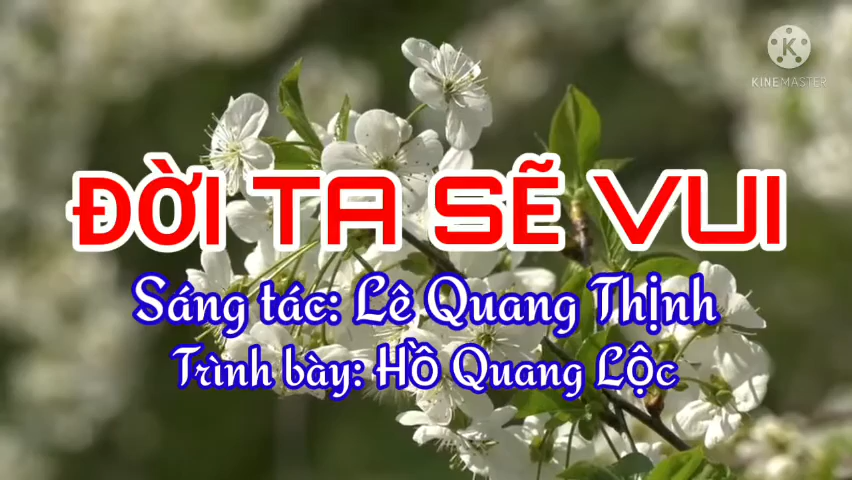 KINEMASTER
ĐỜI TA SẼ VUI
Sáng tác: Lê Quang Thịnh
Trình bày: Hồ Quang Lộc